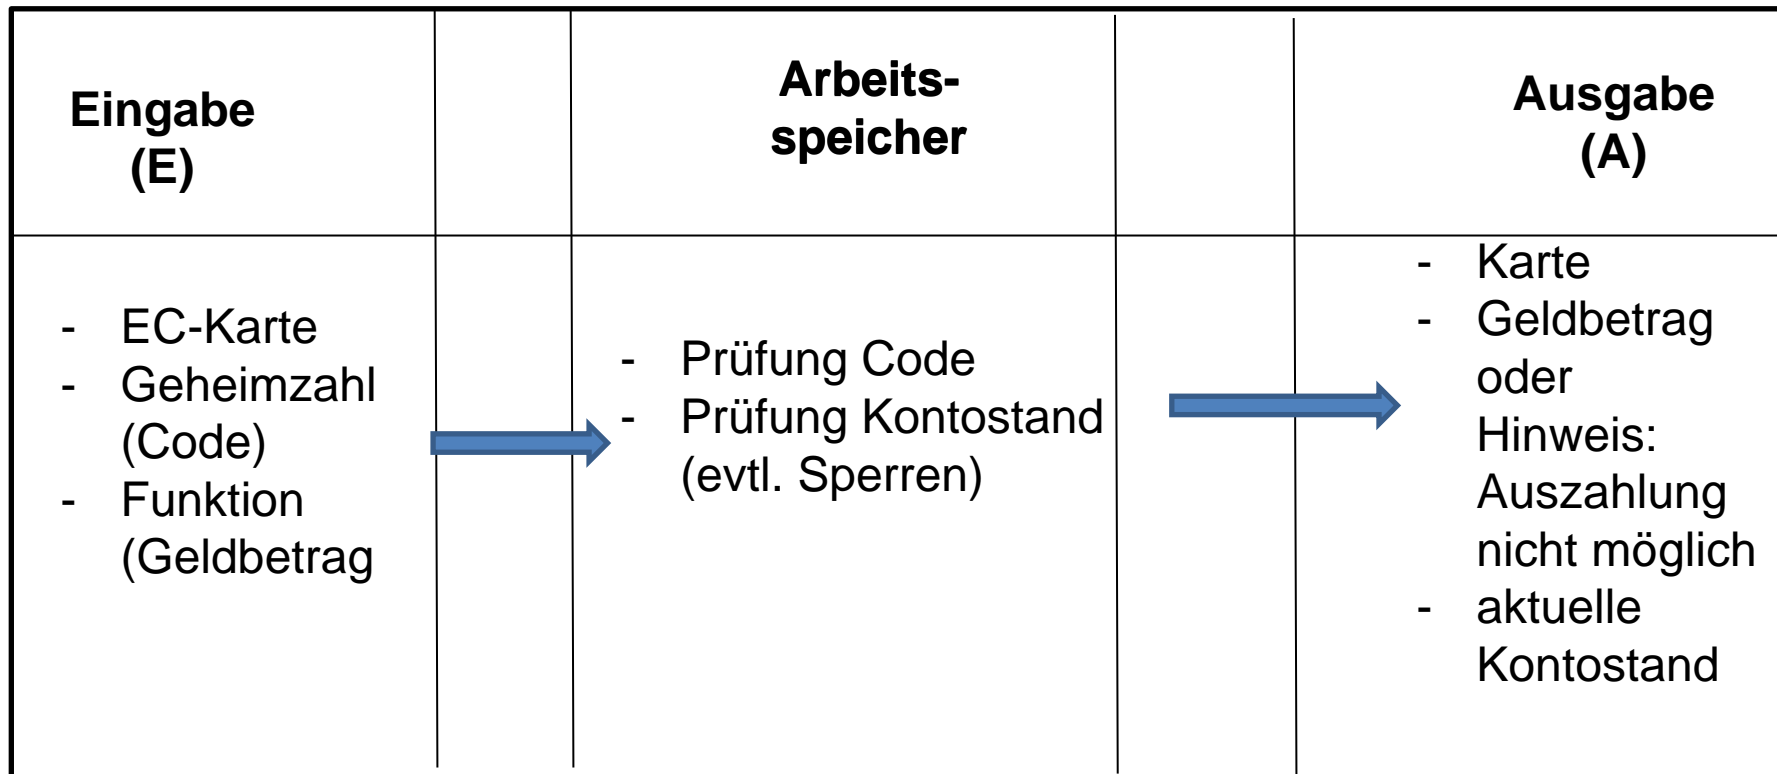 Eingabe
(E)
Arbeits-
speicher
Ausgabe
(A)
- EC-Karte
- Geheimzahl
(Code)
- Funktion
(Geldbetrag
- Prüfung Code
- Prüfung Kontostand
(evtl. Sperren)
- Karte
- Geldbetrag
oder
Hinweis:
Auszahlung
nicht möglich
- aktuelle
Kontostand